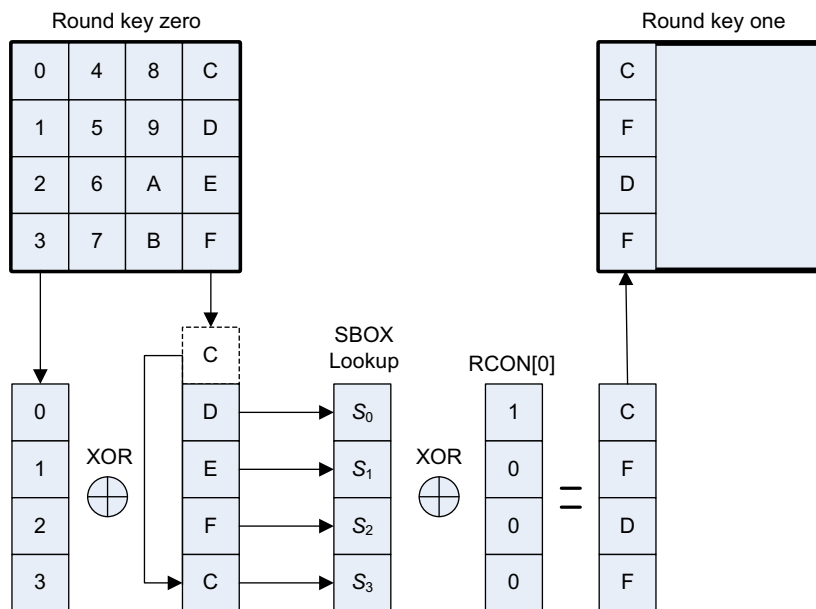 Round key zero
Round key one
0 4 8 C
1 5 9 D
2 6 A E
3 7 B F
C
F
D
F
C
SBOX
Lookup
RCON[0]
0 D S0 1 C
XOR XOR
1 E S1 0 F
2 F S2 0 D
=
3 C S3 0 F